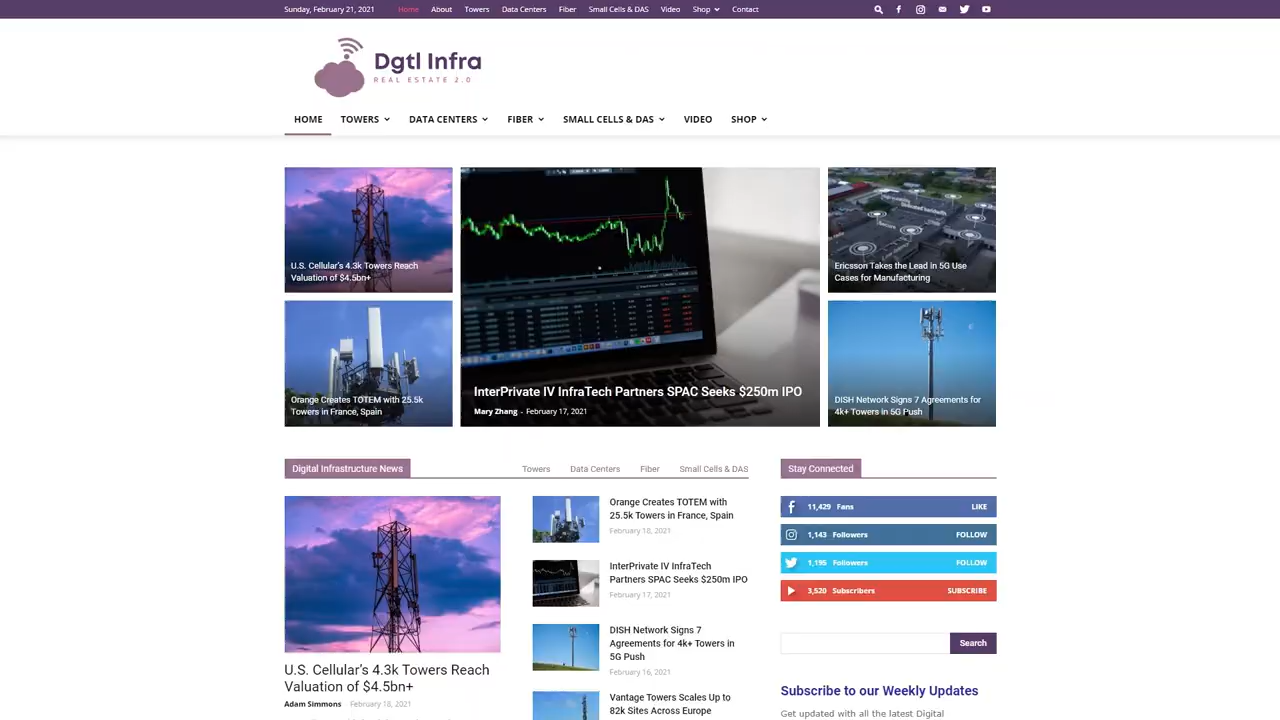 Sunday, February 21, 2021 Home About Towers Data Centers Fiber Small Cells & DAS Video Shop Contact
Dgtl Infra
REAL ESTATE 2.0
HOME TOWERS DATA CENTERS FIBER SMALL CELLS & DAS VIDEO SHOP
U.S. Cellular's 4.3k Towers Reach
Valuation of $4.5bn+
Orange Creates TOTEM with 25.5k
Towers in France, Spain
InterPrivate IV InfraTech Partners SPAC Seeks $250m IPO
Mary Zhang - February 17, 2021
Ericsson Takes the Lead in 5G Use
Cases for Manufacturing
DISH Network Signs 7 Agreements for
4k+ Towers in 5G Push
Digital Infrastructure News Towers Data Centers Fiber Small Cells & DAS
U.S. Cellular's 4.3k Towers Reach
Valuation of $4.5bn+
Adam Simmons - February 18, 2021
Orange Creates TOTEM with
25.5k Towers in France, Spain
February 18, 2021
InterPrivate IV InfraTech
Partners SPAC Seeks $250m IPO
February 17, 2021
DISH Network Signs 7
Agreements for 4k+ Towers in
5G Push
February 16, 2021
Vantage Towers Scales Up to
82k Sites Across Europe
Stay Connected
11,429 Fans LIKE
1,143 Followers FOLLOW
1,195 Followers FOLLOW
3,520 Subscribers SUBSCRIBE
Search
Subscribe to our Weekly Updates
Get updated with all the latest Digital